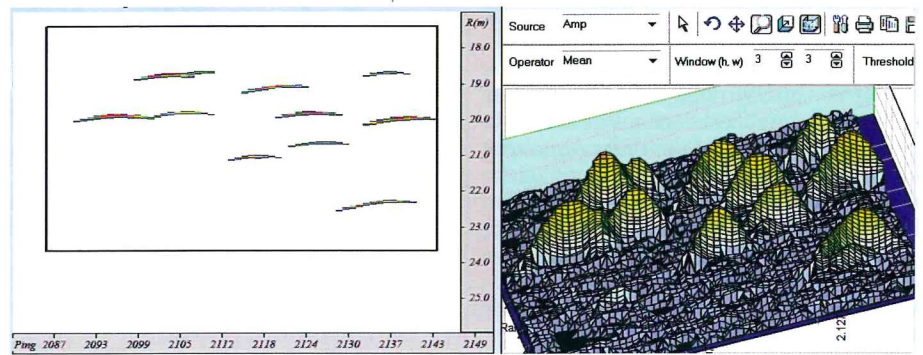 R(m)
18.0
19.0
20.0
21.0
22.0
23.0
24.0
25.0
Ping 2087 2093 2099 2105 2112 2118 2124 2130 2137 2143 2149
Source Amp
Operator Mean Window (h, w) 3 3 Threshold
Ra
2.12